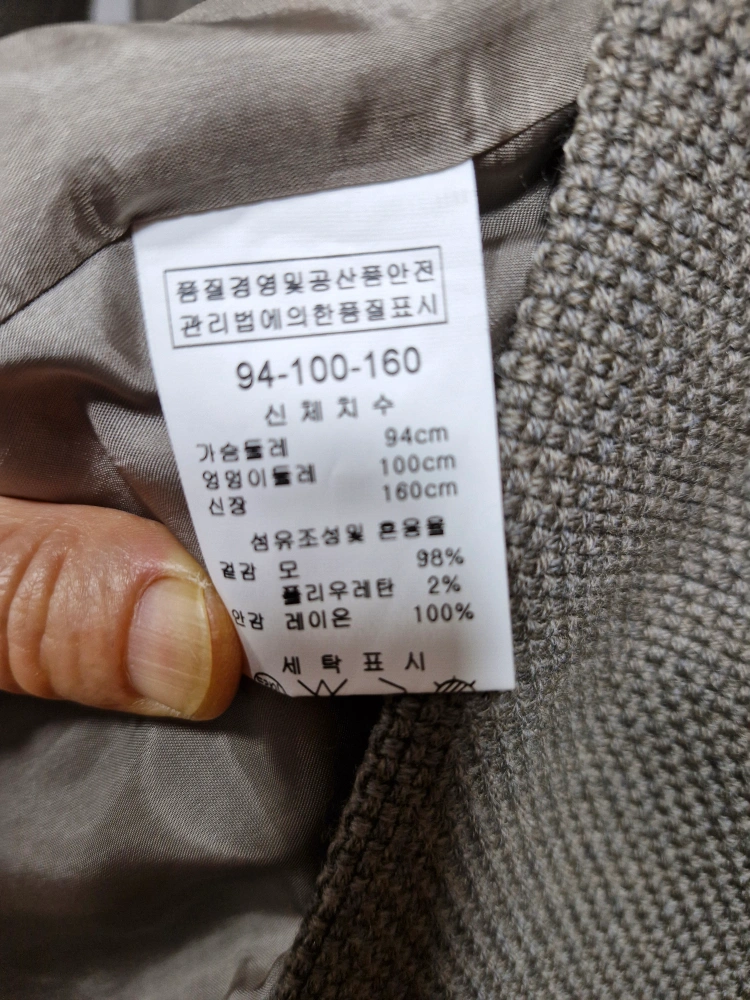 품질경영및공산품안전
관리법에의한품질표시
94-100-160
신체치수
가슴둘레 94cm
엉덩이둘레 100cm
신장 160cm
섬유조성및 혼용율
겉감 모 98%
폴리우레탄 2%
안감 레이온 100%
세탁표시